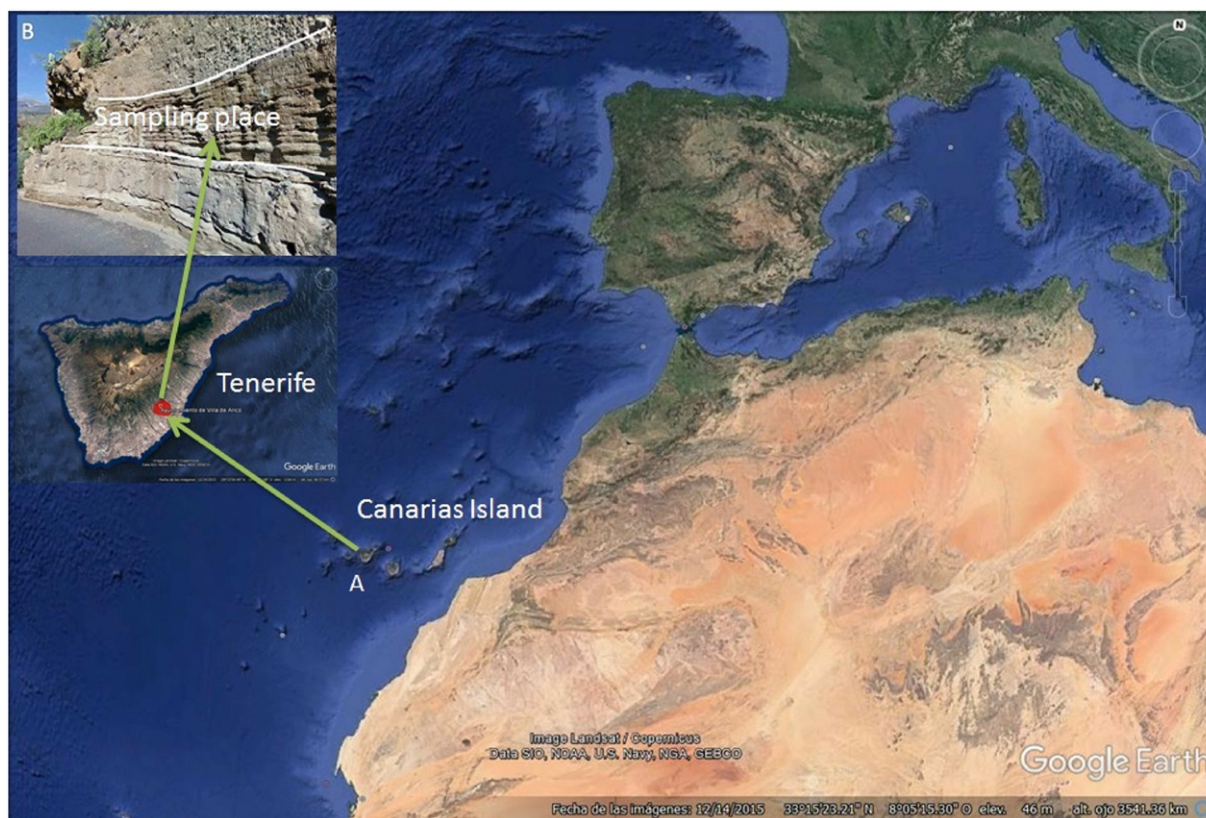 B
Sampling place
Tenerife
Google Earth
Canarias Island
A
Image Landsat / Copernicus
Data SIO, NOAA, U.S. Navy, NGA, GEBCO
Google Earth
Fecha de las imágenes: 12/14/2015 33°15'23.21" N 8°05'15.30" O elev. 46 m alt. ojo 3541.36 km
N